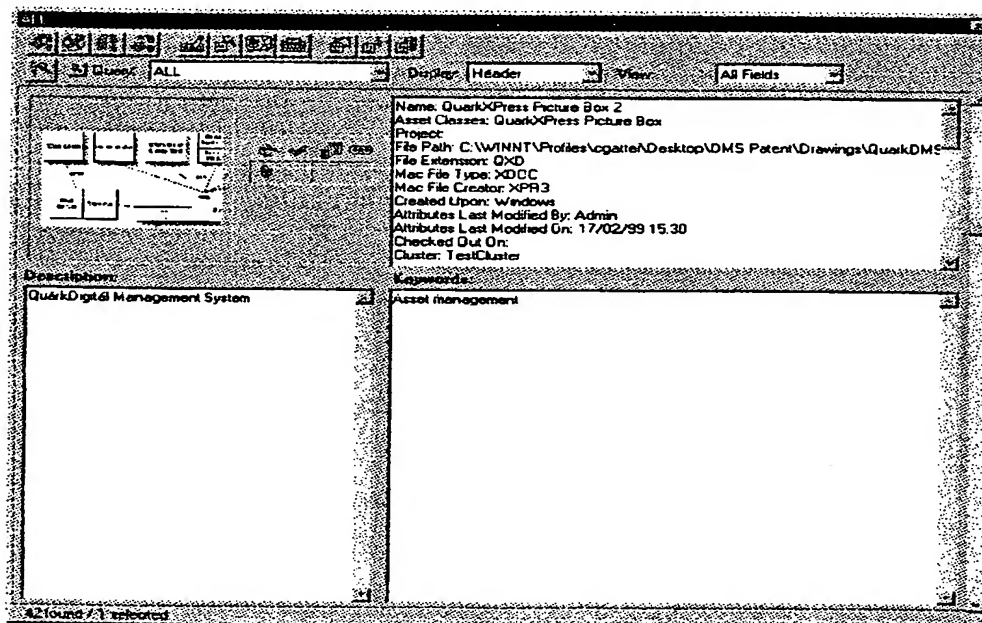 ALL
Query: ALL Display: Header View: All Fields
Name: QuarkXPress Picture Box 2
Asset Classes: QuarkXPress Picture Box
Project:
File Path: C:\WINNT\Profiles\cgattel\Desktop\DMS Patent\Drawings\QuarkDMS
File Extension: QXD
Mac File Type: XDOC
Mac File Creator: XPR3
Created Upon: Windows
Attributes Last Modified By: Admin
Attributes Last Modified On: 17/02/99 15.30
Checked Out On:
Cluster: TestCluster
Description:
Keywords:
QuarkDigital Management System
Asset management
42 found / 1 selected